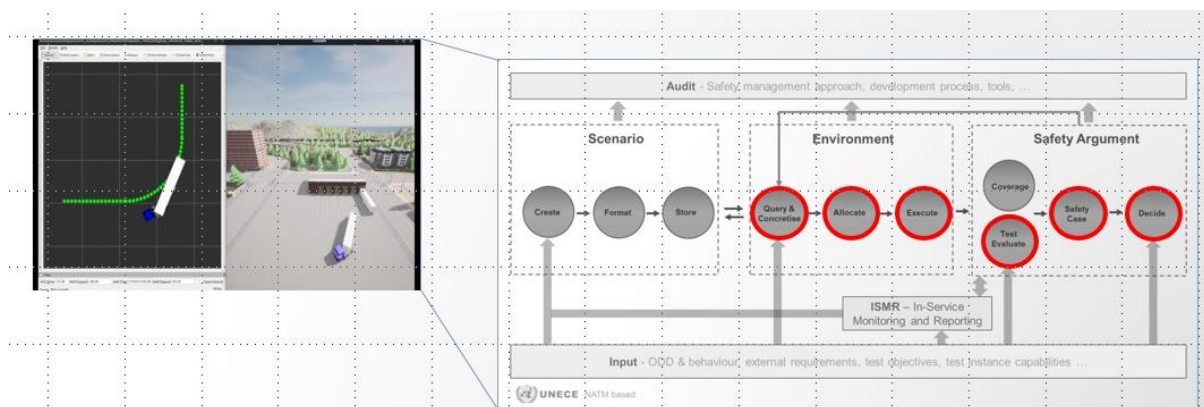 Audit - Safety management approach, development process, tools, …
Scenario
Environment
Safety Argument
Create
Format
Store
Query & Concretise
Allocate
Execute
Coverage
Test Evaluate
Safety Case
Decide
ISMR – In-Service
Monitoring and Reporting
Input - ODD & behaviour, external requirements, test objectives, test instance capabilities …
UNECE NATM based